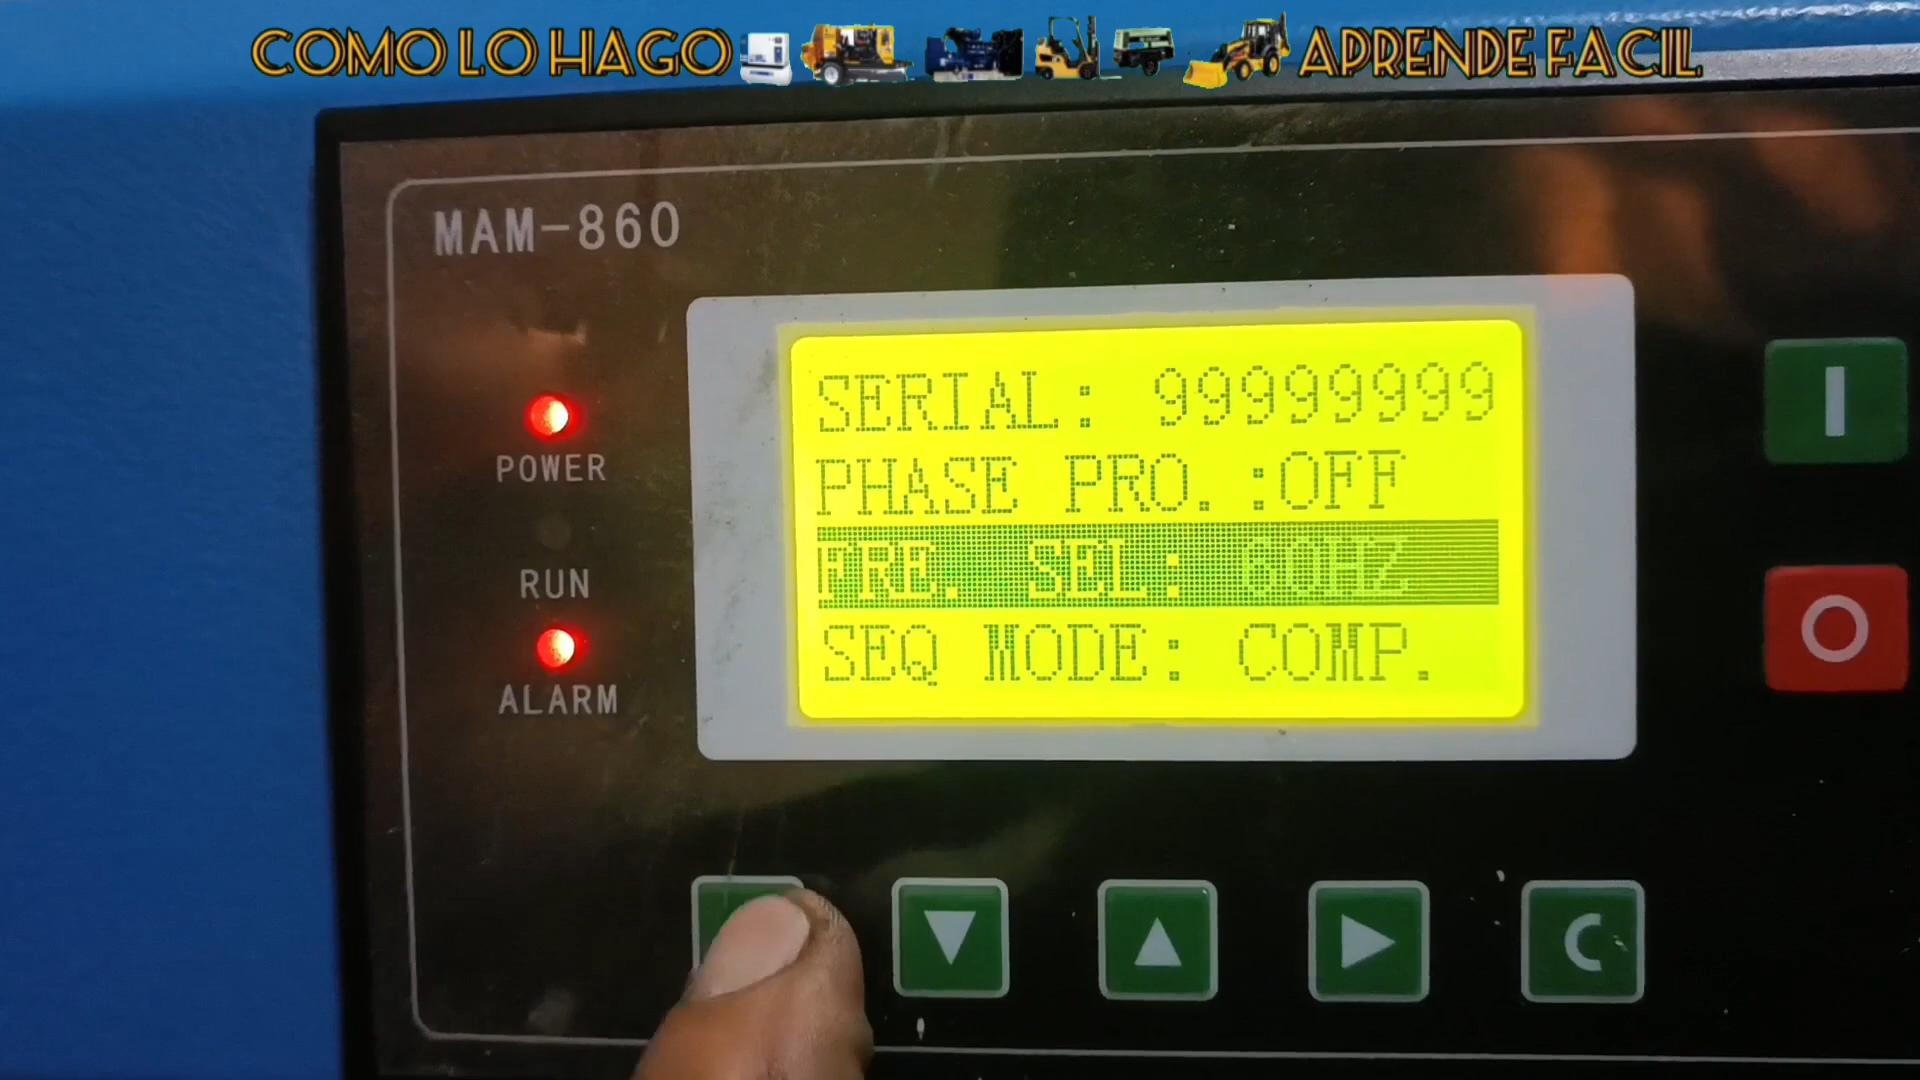 COMO LO HAGO APRENDE FACIL
MAM-860
SERIAL: 99999999
PHASE PRO.:OFF
FRE. SEL: 60HZ
SEQ MODE: COMP.
POWER
RUN
ALARM